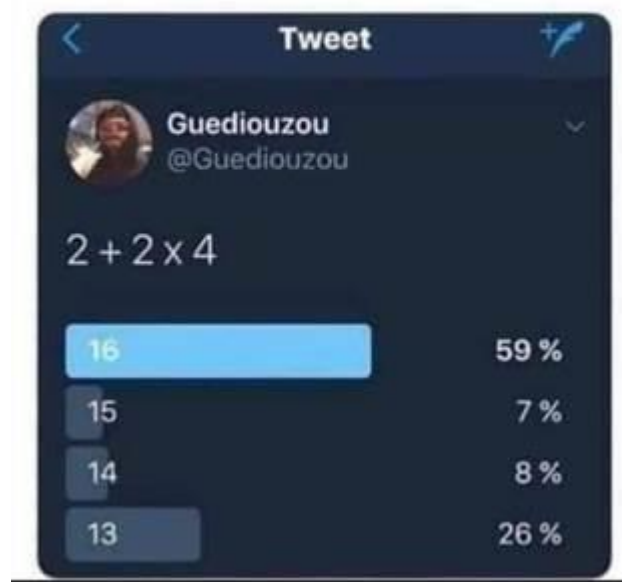 Tweet
Guediouzou
@Guediouzou
2 + 2 x 4
16 59 %
15 7 %
14 8 %
13 26 %